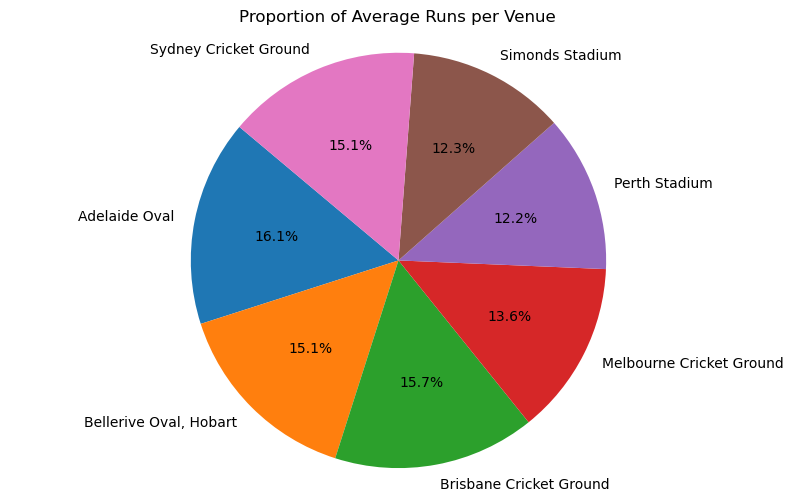 Proportion of Average Runs per Venue
Sydney Cricket Ground
Simonds Stadium
15.1%
12.3%
Perth Stadium
Adelaide Oval
12.2%
16.1%
13.6%
15.1%
Melbourne Cricket Ground
15.7%
Bellerive Oval, Hobart
Brisbane Cricket Ground